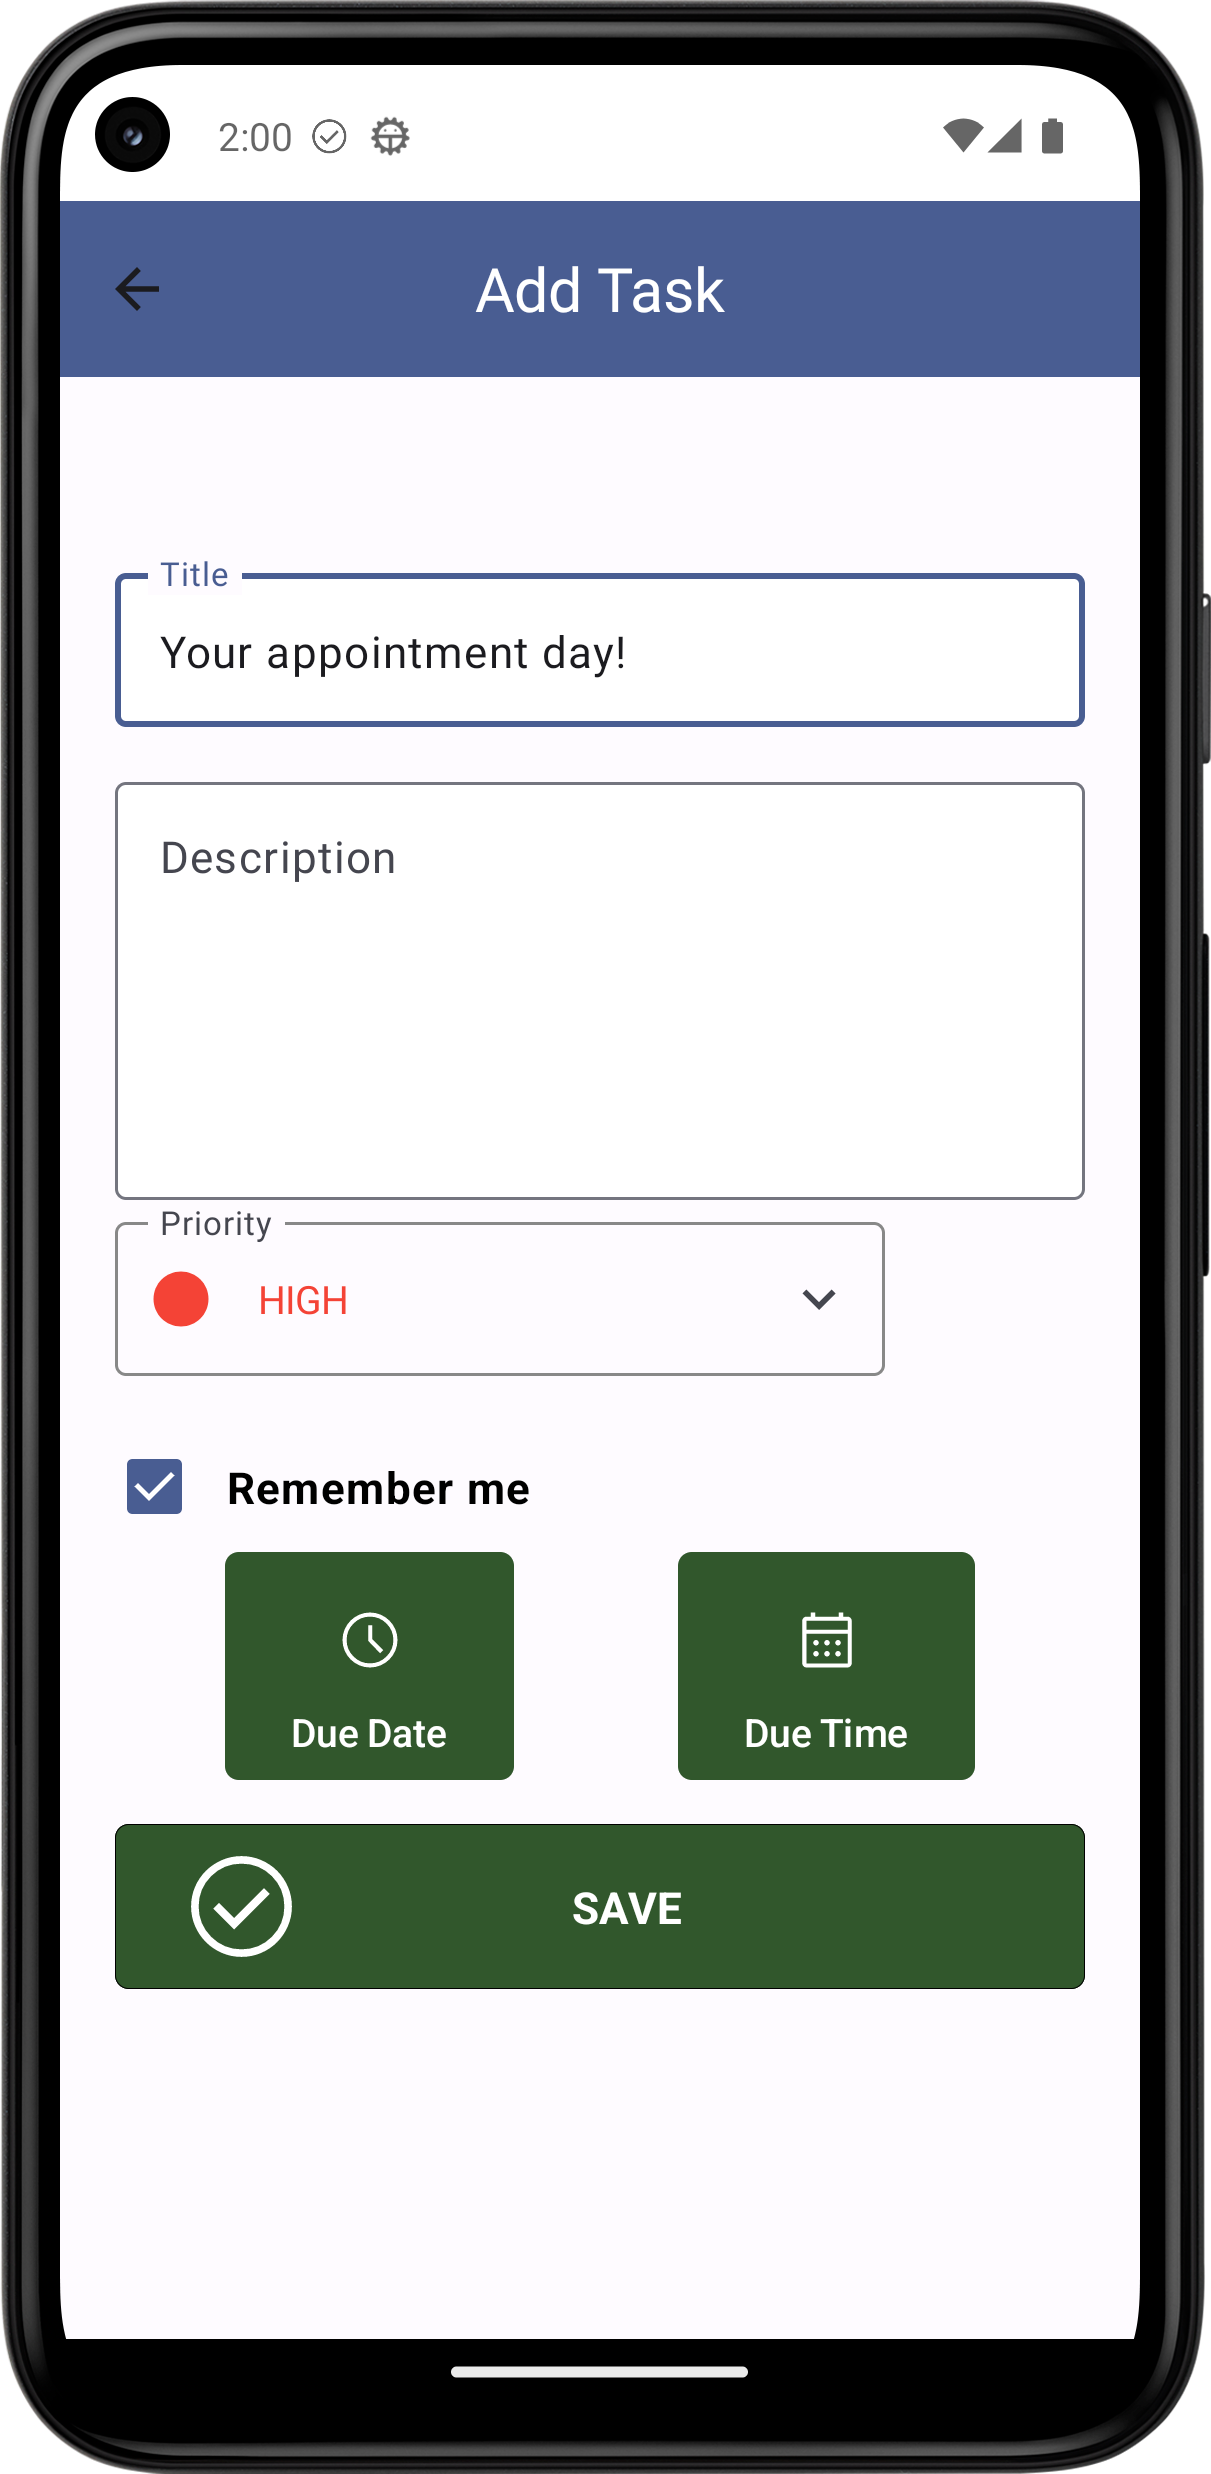 2:00
Add Task
Title
Your appointment day!
Description
Priority
HIGH
Remember me
Due Date
Due Time
SAVE